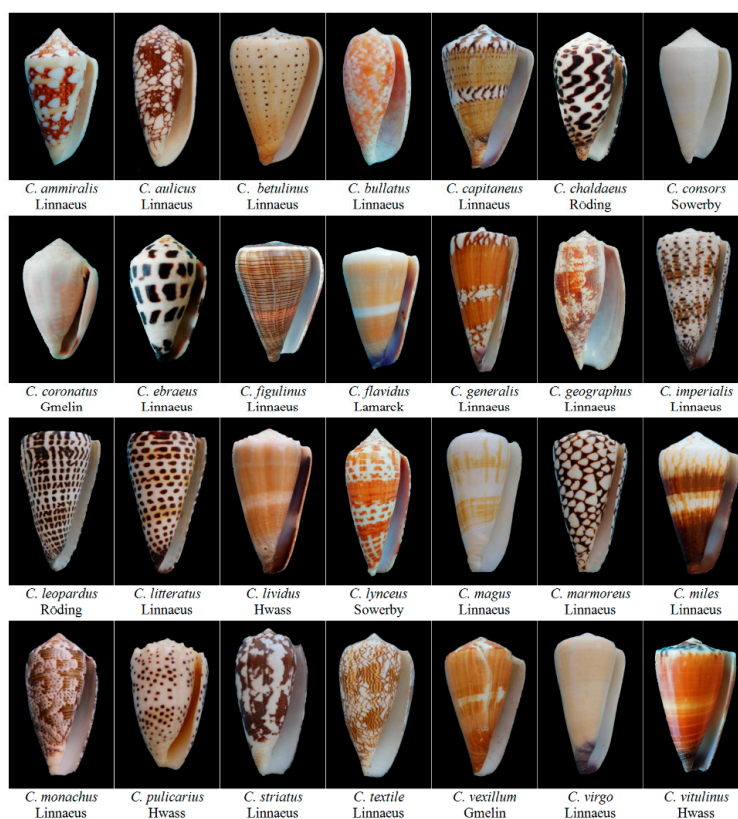 C. ammiralis C. aulicus C. betulinus C. bullatus C. capitaneus C. chaldaeus C. consors
Linnaeus Linnaeus Linnaeus Linnaeus Linnaeus Röding Sowerby
C. coronatus C. ebraeus C. figulinus C. flavidus C. generalis C. geographus C. imperialis
Gmelin Linnaeus Linnaeus Lamarck Linnaeus Linnaeus Linnaeus
C. leopardus C. litteratus C. lividus C. lynceus C. magus C. marmoreus C. miles
Röding Linnaeus Hwass Sowerby Linnaeus Linnaeus Linnaeus
C. monachus C. pulicarius C. striatus C. textile C. vexillum C. virgo C. vitulinus
Linnaeus Hwass Linnaeus Linnaeus Gmelin Linnaeus Hwass